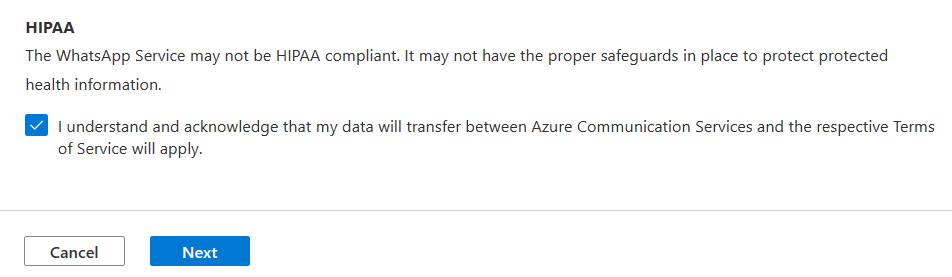 HIPAA
The WhatsApp Service may not be HIPAA compliant. It may not have the proper safeguards in place to protect protected
health information.
I understand and acknowledge that my data will transfer between Azure Communication Services and the respective Terms
of Service will apply.
Cancel
Next